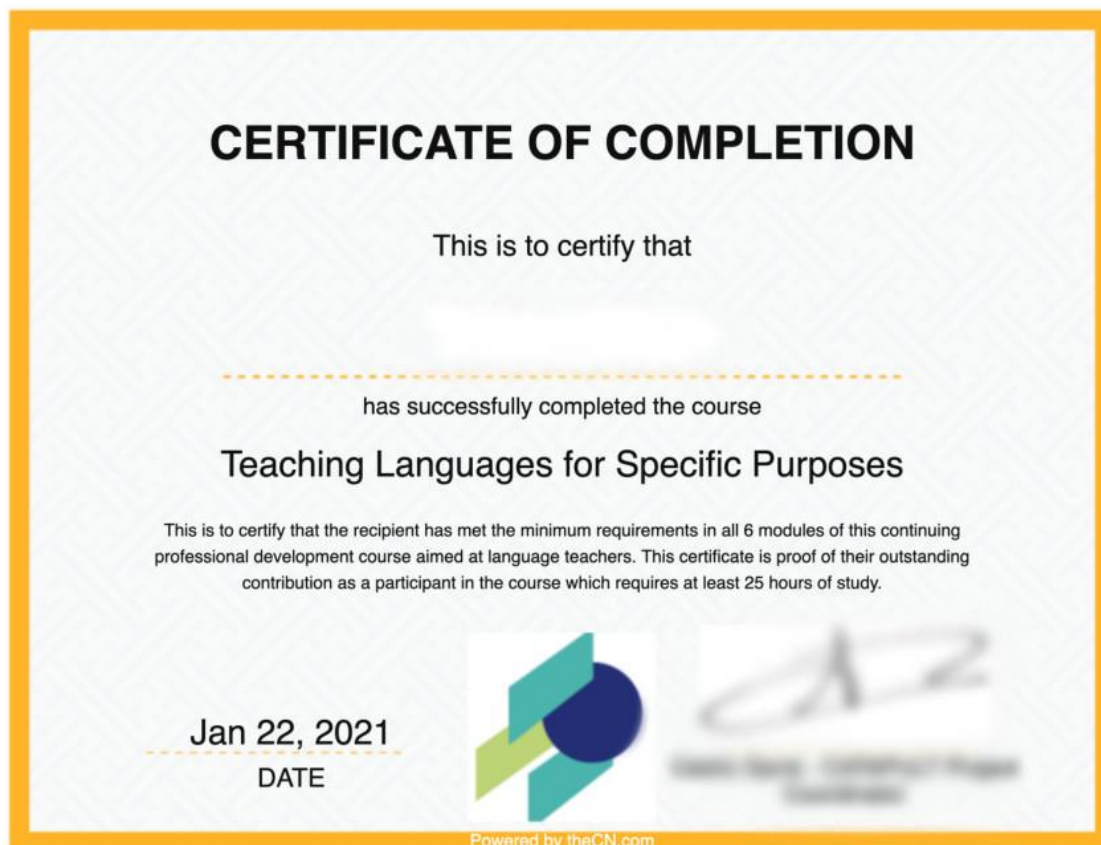 CERTIFICATE OF COMPLETION
This is to certify that
has successfully completed the course
Teaching Languages for Specific Purposes
This is to certify that the recipient has met the minimum requirements in all 6 modules of this continuing
professional development course aimed at language teachers. This certificate is proof of their outstanding
contribution as a participant in the course which requires at least 25 hours of study.
Jan 22, 2021
DATE
Powered by theCN.com